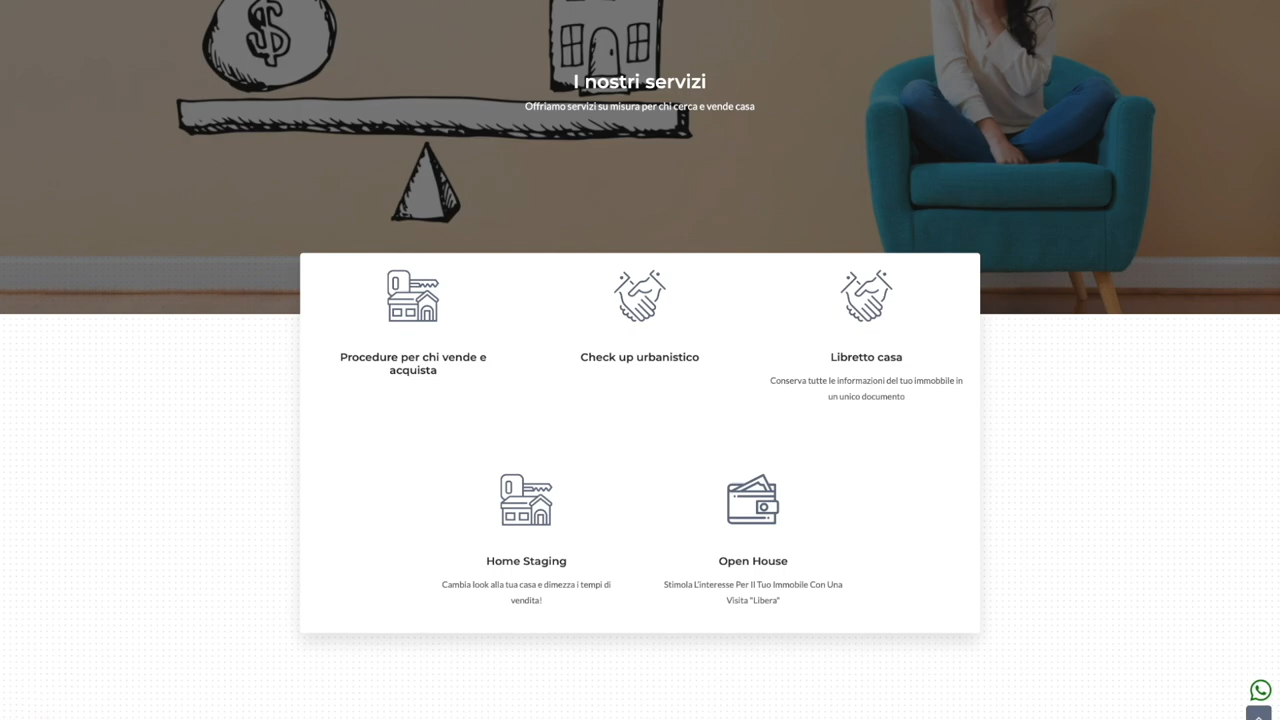 I nostri servizi
Offriamo servizi su misura per chi cerca e vende casa
Procedure per chi vende e
acquista
Check up urbanistico
Libretto casa
Conserva tutte le informazioni del tuo immobbile in
un unico documento
Home Staging
Cambia look alla tua casa e dimezza i tempi di
vendita!
Open House
Stimola L'interesse Per Il Tuo Immobile Con Una
Visita "Libera"